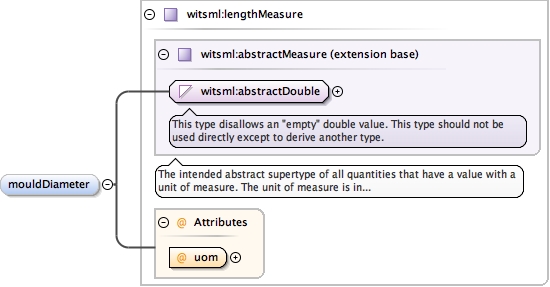 witsml:lengthMeasure
witsml:abstractMeasure (extension base)
witsml:abstractDouble
This type disallows an "empty" double value. This type should not be
used directly except to derive another type.
The intended abstract supertype of all quantities that have a value with a
unit of measure. The unit of measure is in...
mouldDiameter
@ Attributes
@ uom